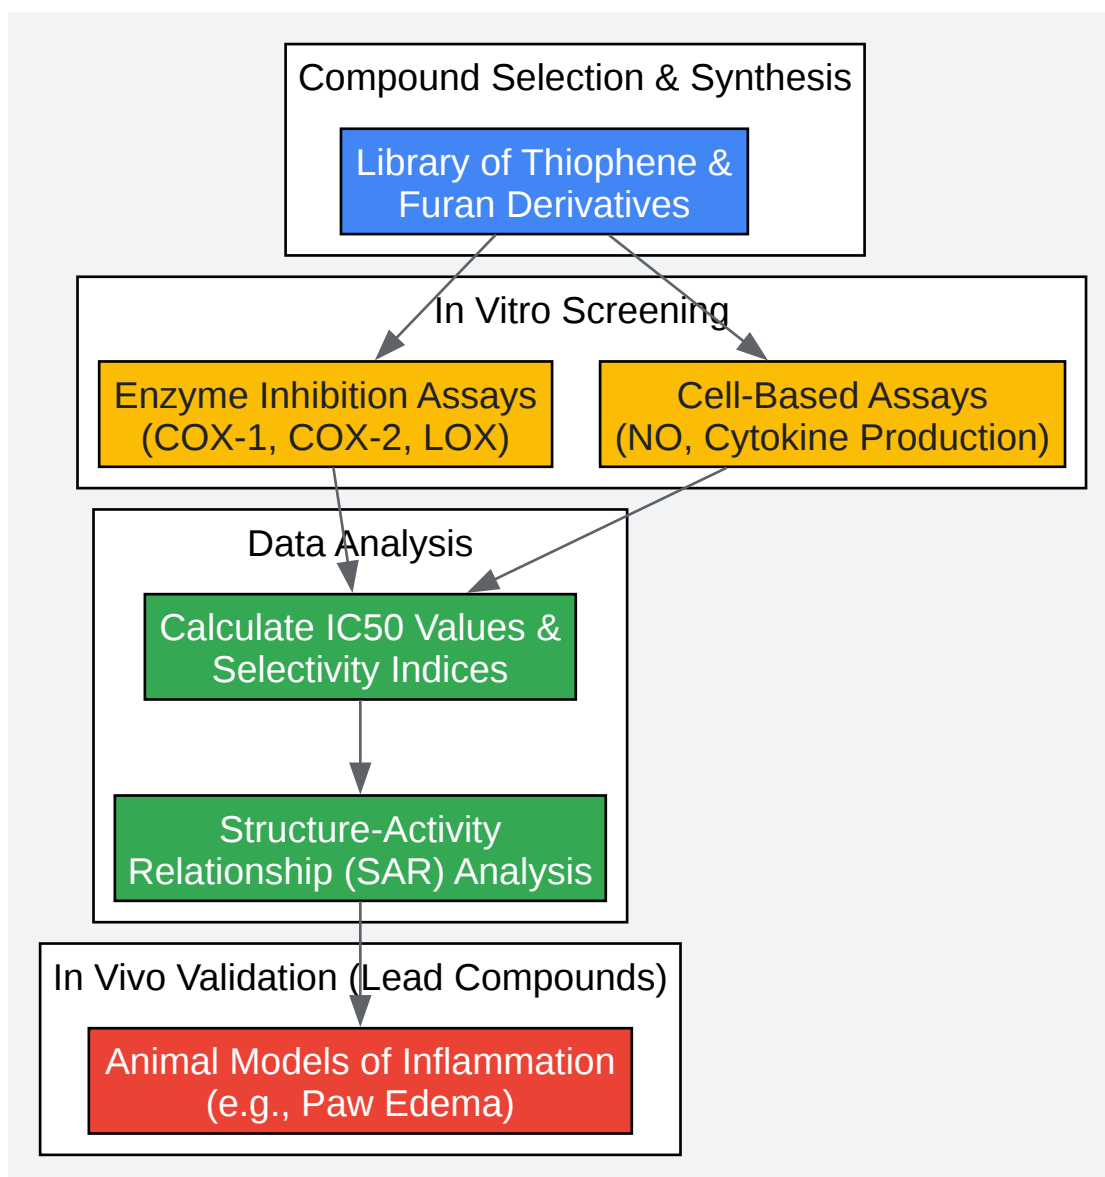 Compound Selection & Synthesis
Library of Thiophene &
Furan Derivatives
In Vitro Screening
Enzyme Inhibition Assays
(COX-1, COX-2, LOX)
Cell-Based Assays
(NO, Cytokine Production)
Data Analysis
Calculate IC50 Values &
Selectivity Indices
Structure-Activity
Relationship (SAR) Analysis
In Vivo Validation (Lead Compounds)
Animal Models of Inflammation
(e.g., Paw Edema)